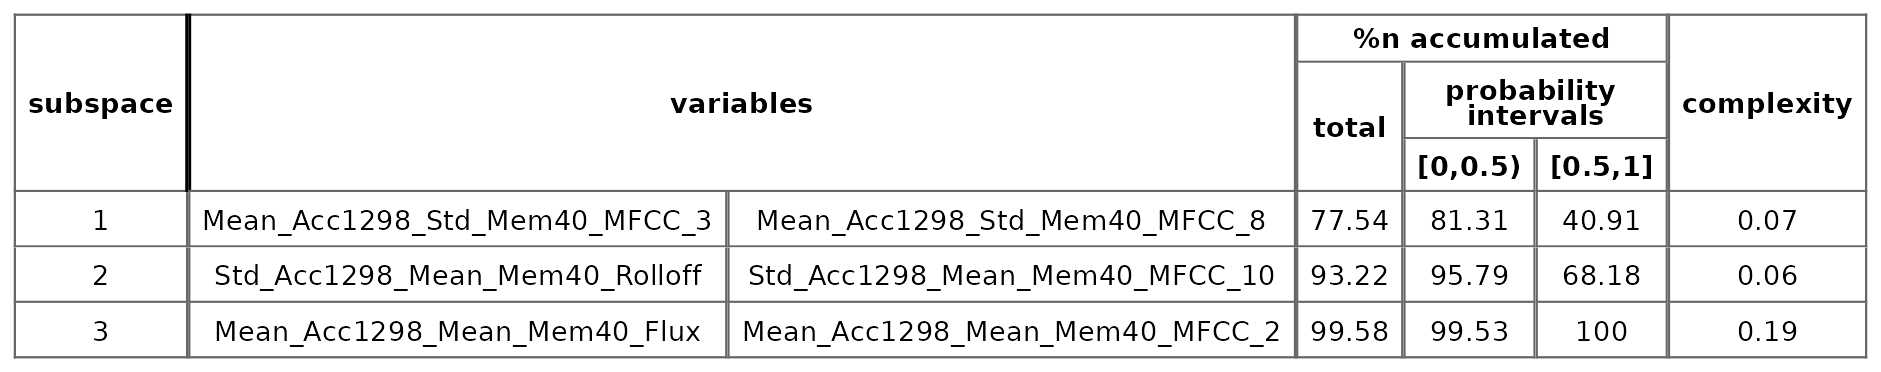 subspace variables %n accumulated complexity
total probability intervals
[0,0.5) [0.5,1]
1 Mean_Acc1298_Std_Mem40_MFCC_3 Mean_Acc1298_Std_Mem40_MFCC_8 77.54 81.31 40.91 0.07
2 Std_Acc1298_Mean_Mem40_Rolloff Std_Acc1298_Mean_Mem40_MFCC_10 93.22 95.79 68.18 0.06
3 Mean_Acc1298_Mean_Mem40_Flux Mean_Acc1298_Mean_Mem40_MFCC_2 99.58 99.53 100 0.19